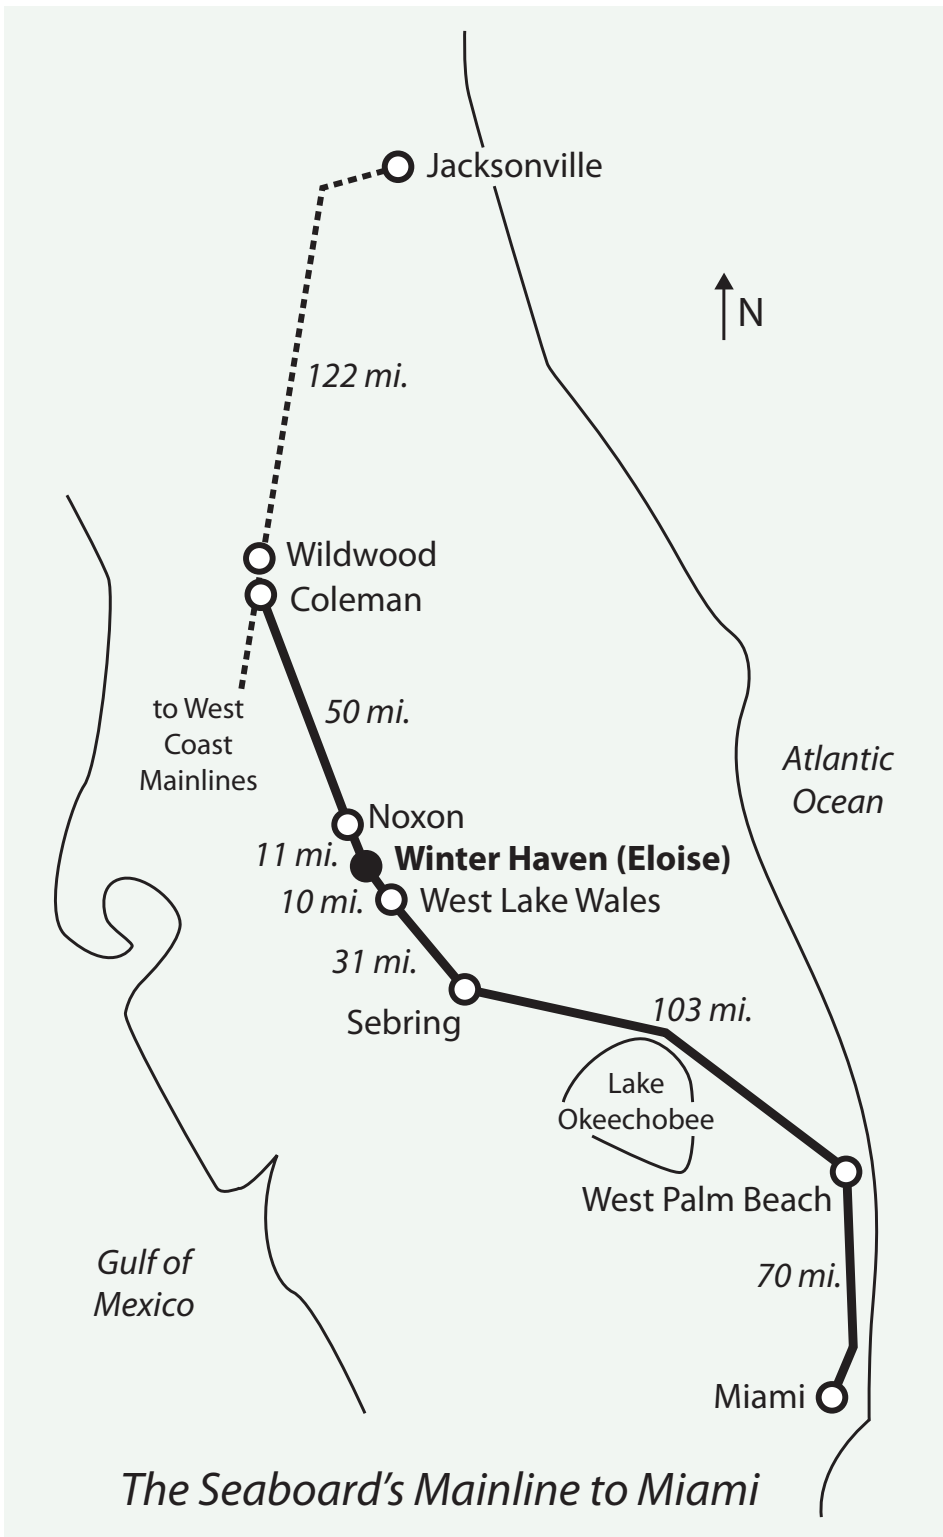 Jacksonville
N
122 mi.
Wildwood
Coleman
to West
Coast
Mainlines
50 mi.
Atlantic
Ocean
Noxon
11 mi.
Winter Haven (Eloise)
10 mi.
West Lake Wales
31 mi.
Sebring
103 mi.
Lake
Okeechobee
West Palm Beach
Gulf of
Mexico
70 mi.
Miami
The Seaboard's Mainline to Miami